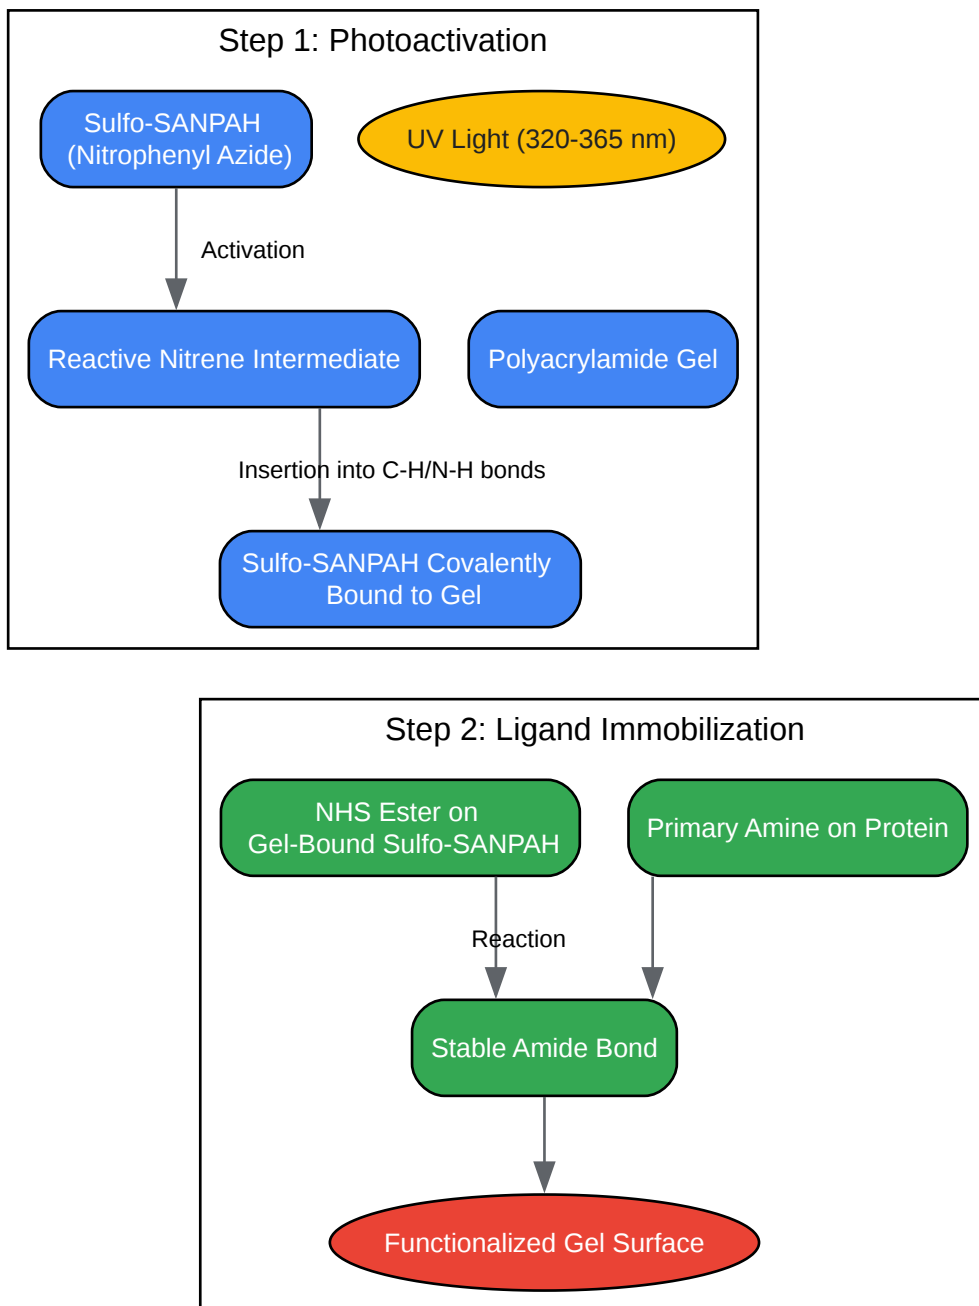 Step 1: Photoactivation
Sulfo-SANPAH
(Nitrophenyl Azide)
UV Light (320-365 nm)
Activation
Reactive Nitrene Intermediate
Polyacrylamide Gel
Insertion into C-H/N-H bonds
Sulfo-SANPAH Covalently
Bound to Gel
Step 2: Ligand Immobilization
NHS Ester on
Gel-Bound Sulfo-SANPAH
Primary Amine on Protein
Reaction
Stable Amide Bond
Functionalized Gel Surface